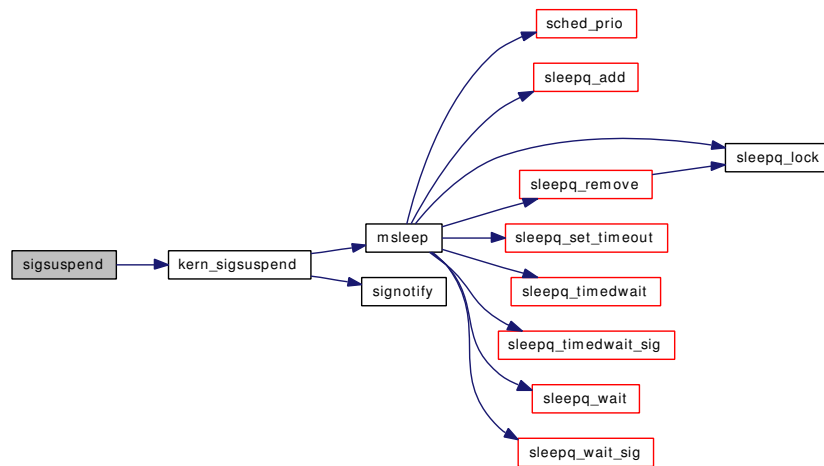 sched_prio
sleepq_add
sleepq_lock
sleepq_remove
msleep
sleepq_set_timeout
sigsuspend
kern_sigsuspend
signotify
sleepq_timedwait
sleepq_timedwait_sig
sleepq_wait
sleepq_wait_sig